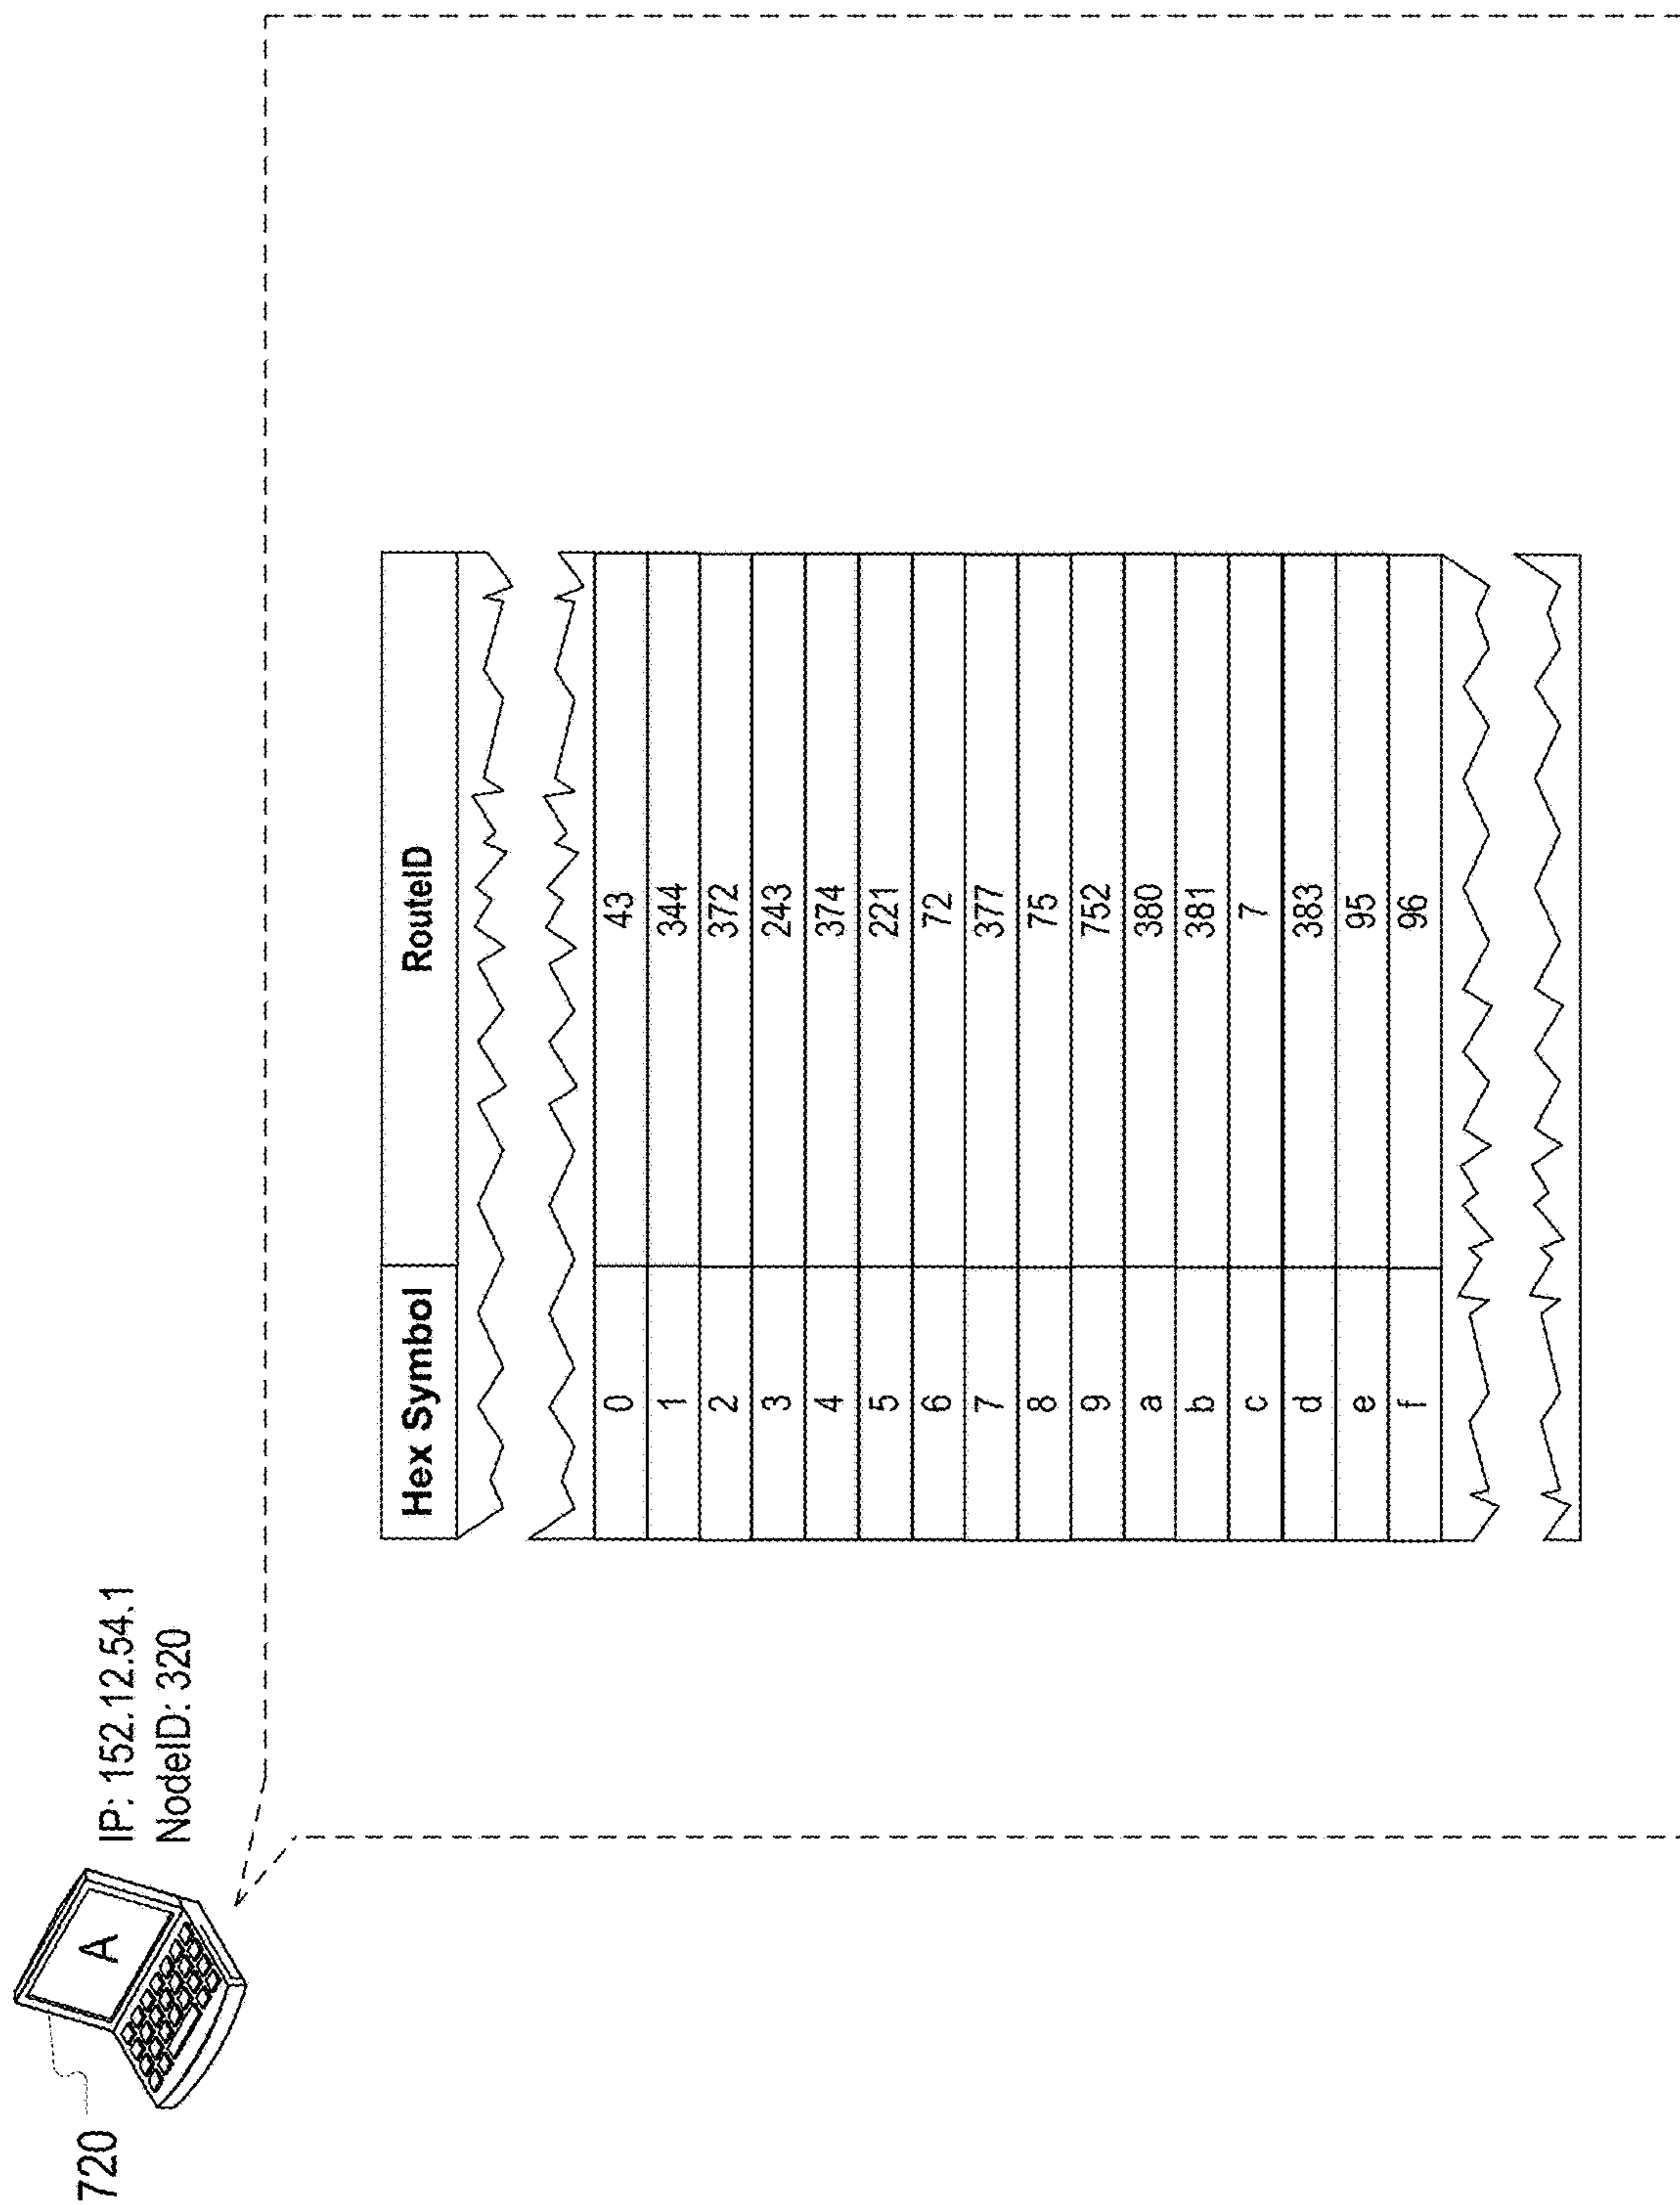 720
A
IP: 152.12.54.1
NodeID: 320
Hex Symbol RouteID
0 43
1 344
2 372
3 243
4 374
5 221
6 72
7 377
8 75
9 752
a 380
b 381
c 7
d 383
e 95
f 96